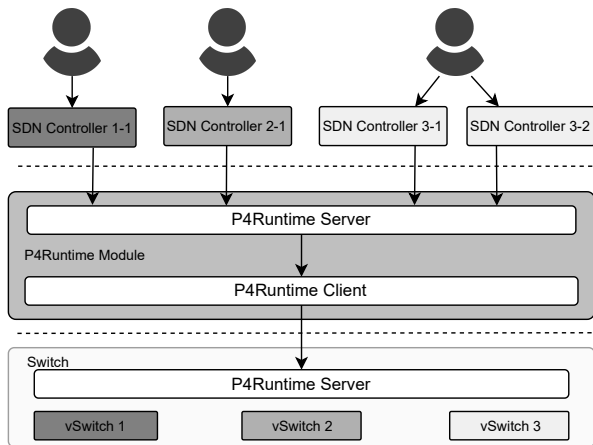 SDN Controller 1-1
SDN Controller 2-1
SDN Controller 3-1
SDN Controller 3-2
P4Runtime Server
P4Runtime Module
P4Runtime Client
Switch
P4Runtime Server
vSwitch 1
vSwitch 2
vSwitch 3